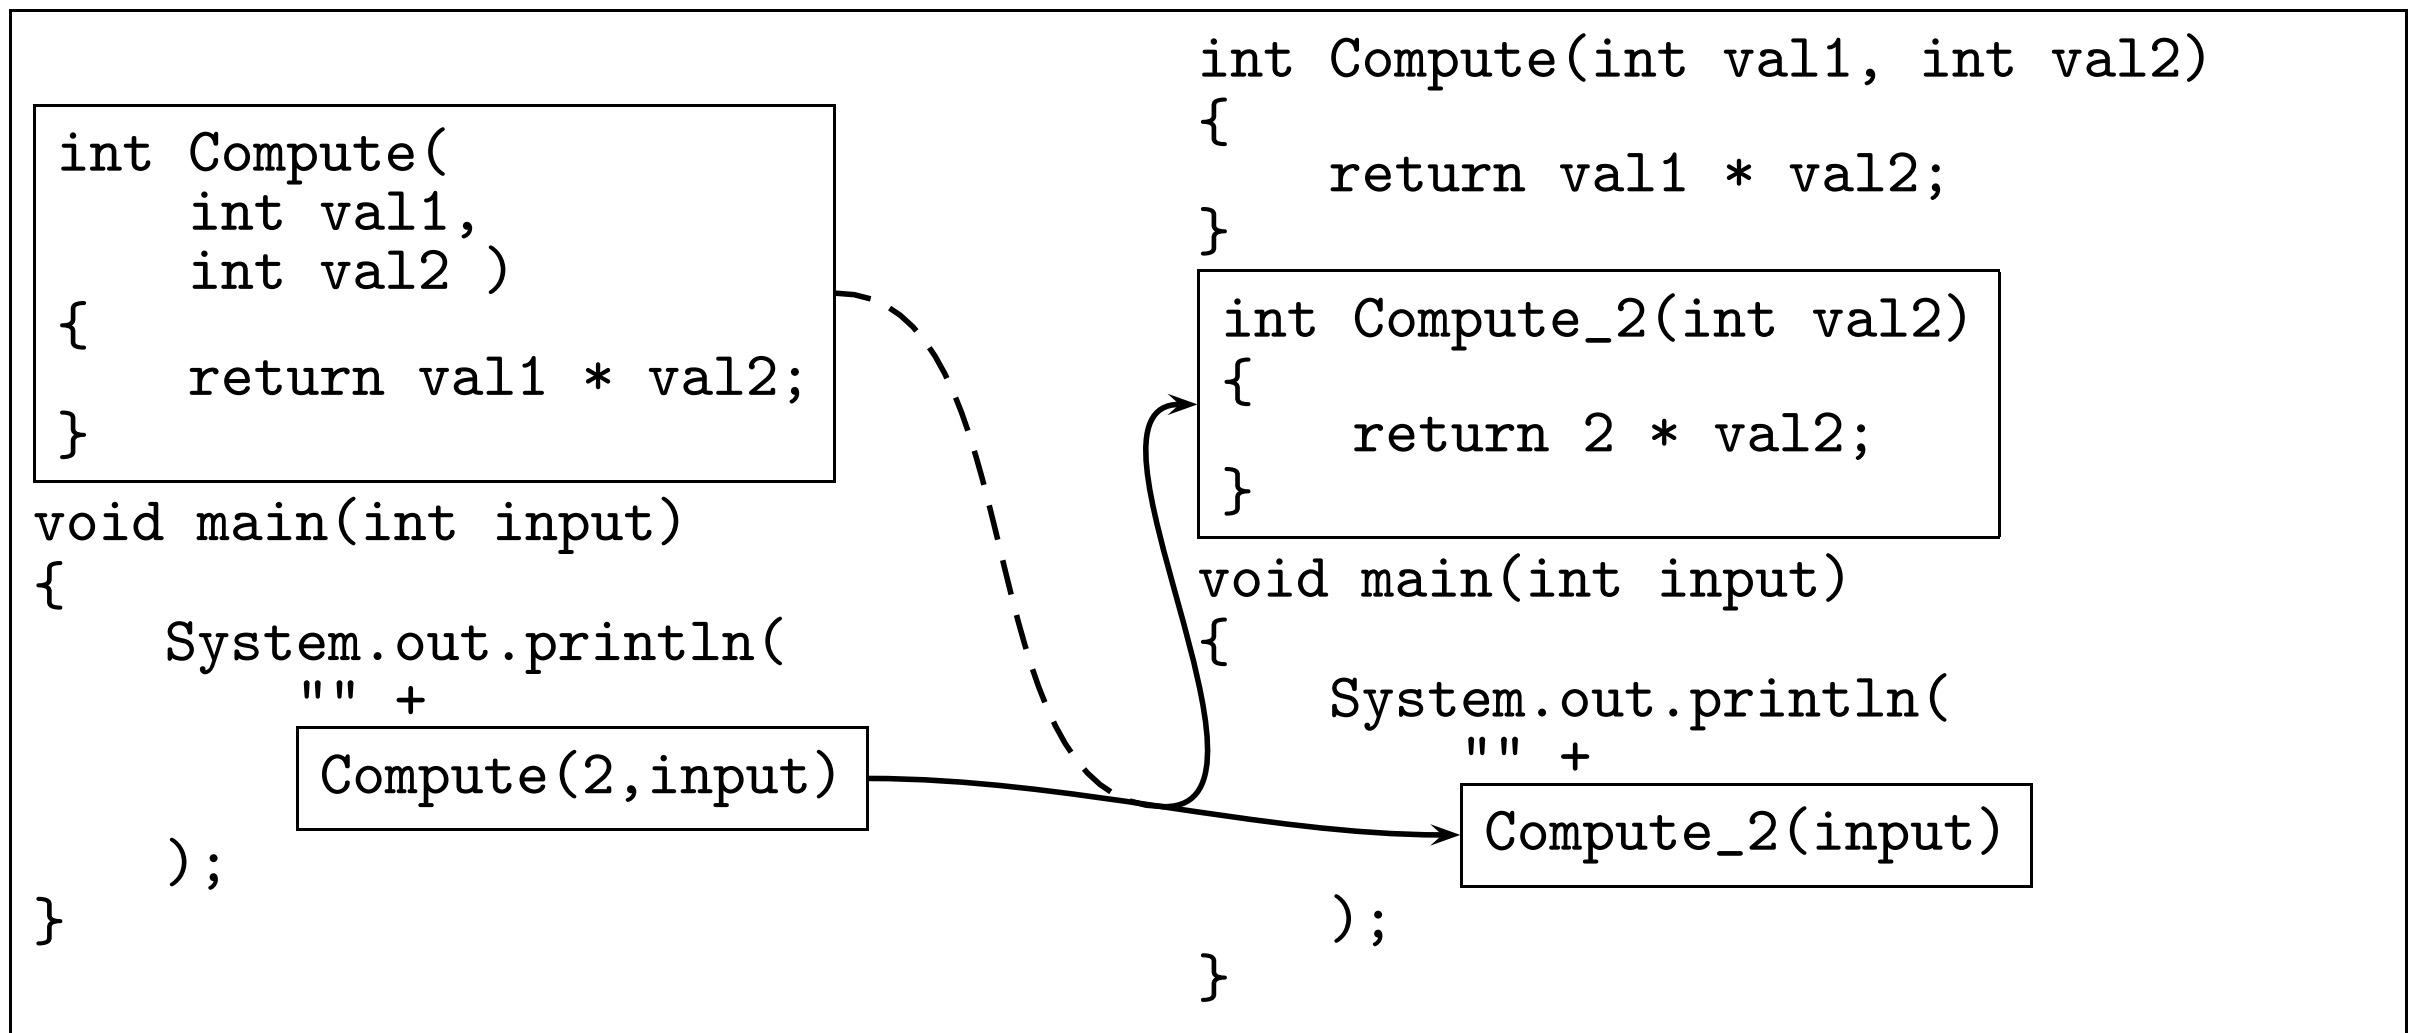 int Compute(
    int val1,
    int val2 )
{
    return val1 * val2;
}
void main(int input)
{
    System.out.println(
        "" +
        Compute(2,input)
    );
}
int Compute(int val1, int val2)
{
    return val1 * val2;
}
int Compute_2(int val2)
{
    return 2 * val2;
}
void main(int input)
{
    System.out.println(
        "" +
        Compute_2(input)
    );
}